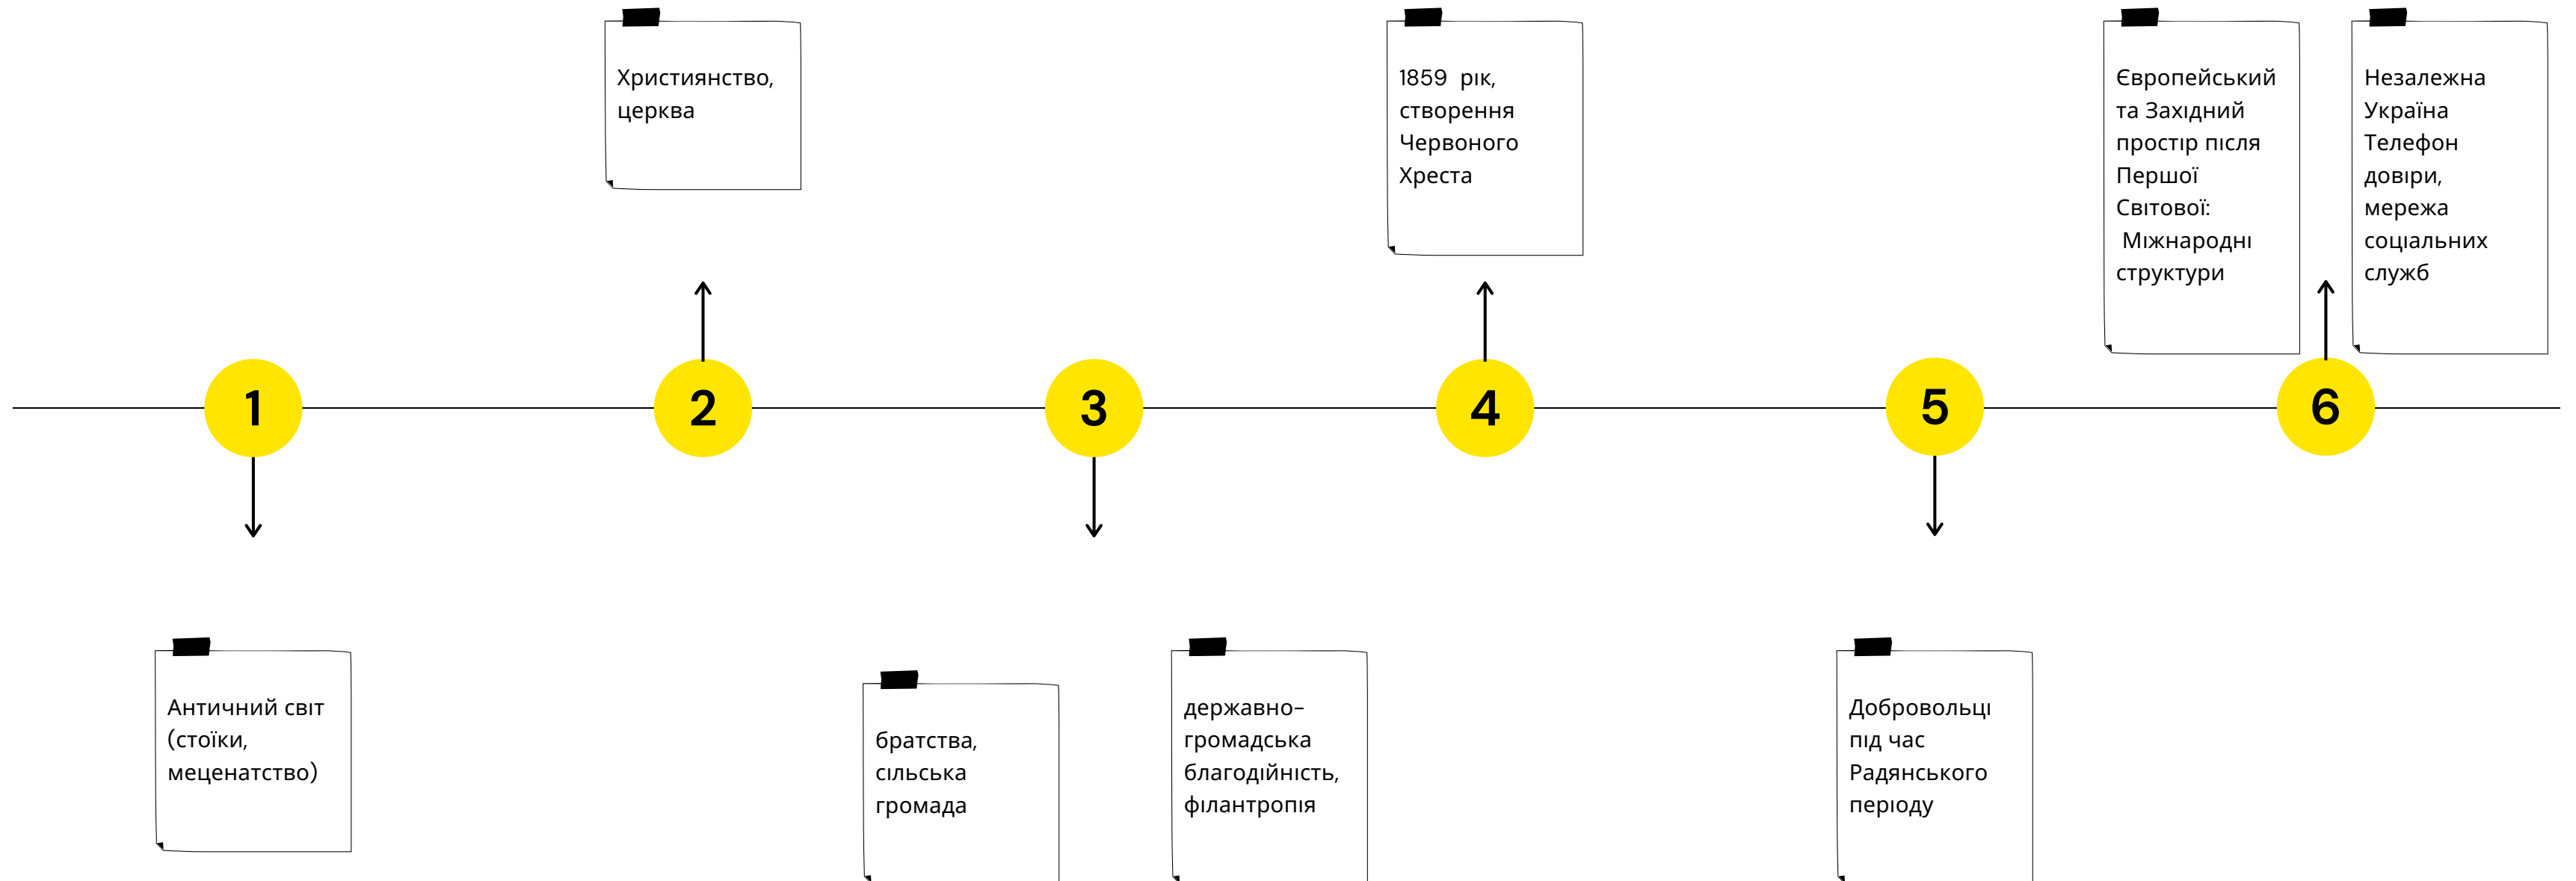 Християнство,
церква
1859 рік,
створення
Червоного
Хреста
Європейський
та Західний
простір після
Першої
Світової:
Міжнародні
структури
Незалежна
Україна
Телефон
довіри,
мережа
соціальних
служб
1
2
3
4
5
6
Античний світ
(стоїки,
меценатство)
братства,
сільська
громада
державно-
громадська
благодійність,
філантропія
Добровольці
під час
Радянського
періоду